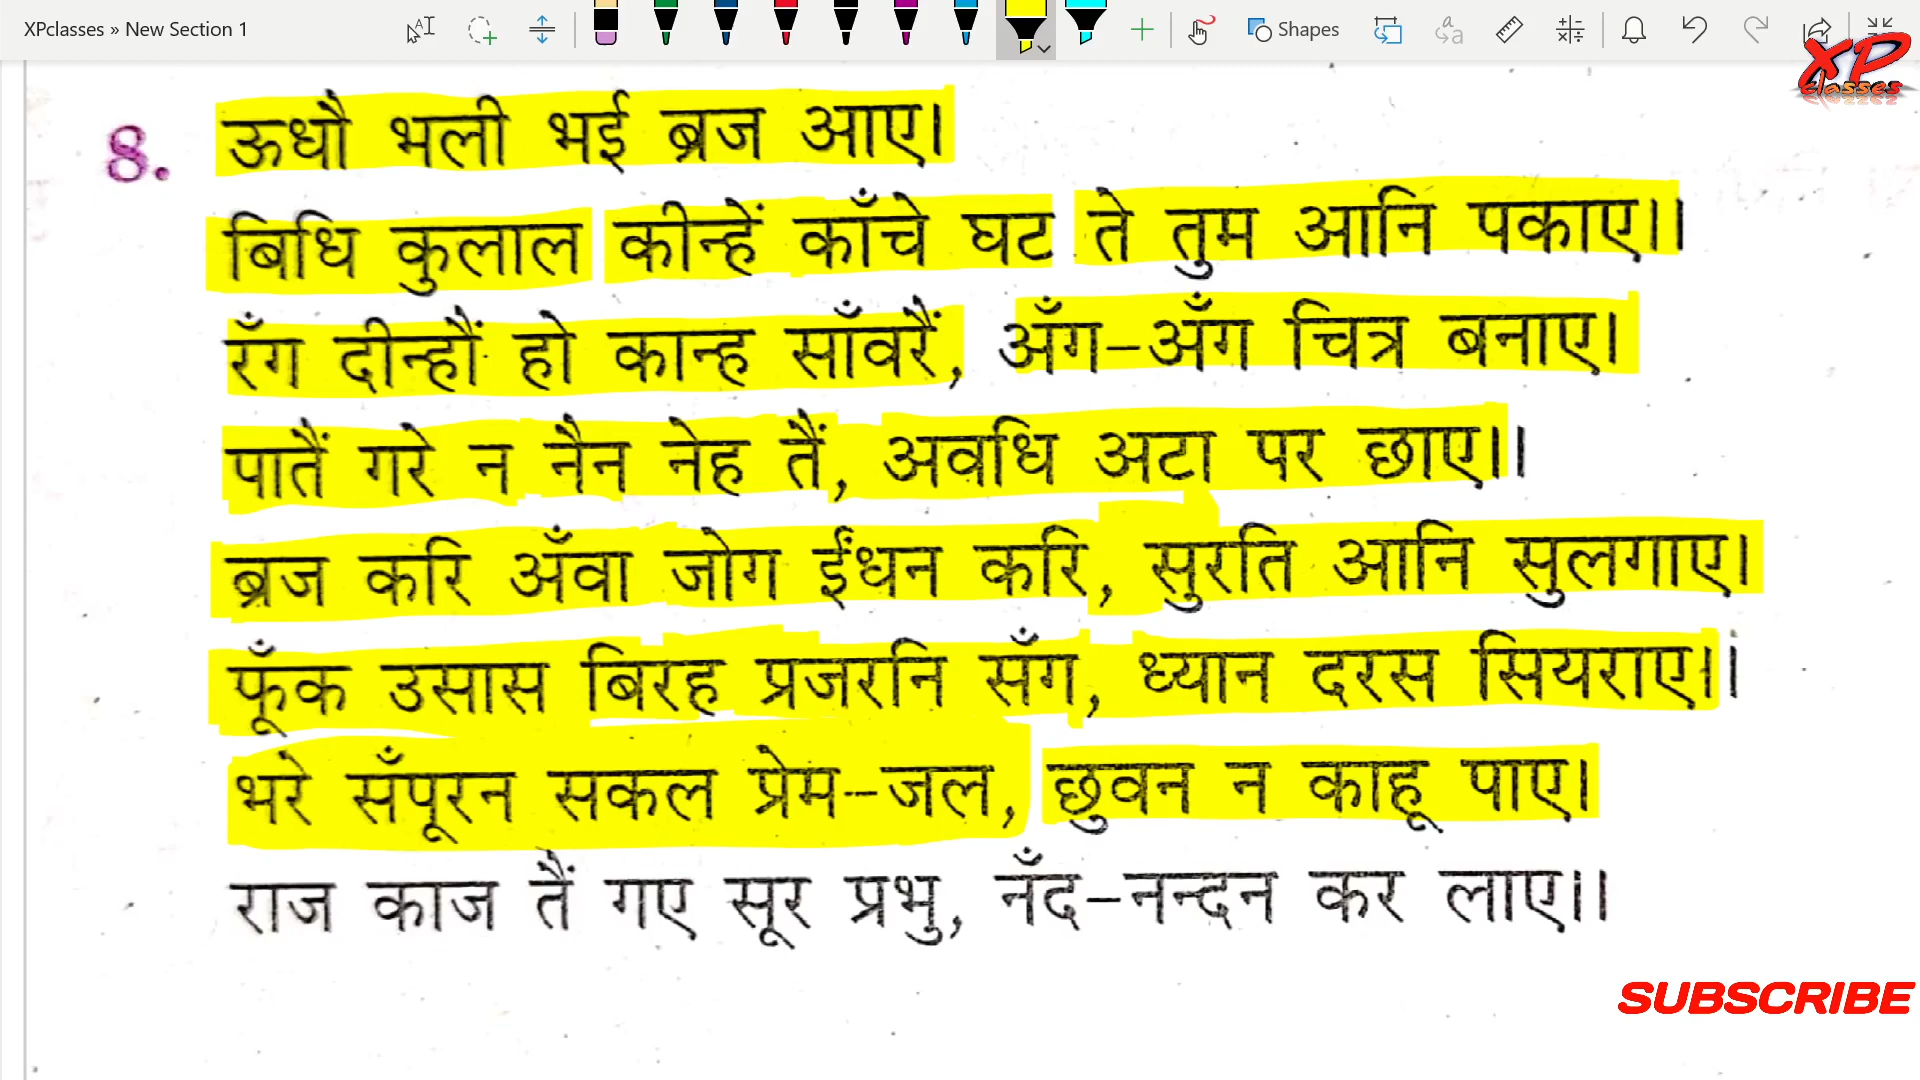 XPclasses » New Section 1
Shapes
XP classes
8. ऊधौ भली भई ब्रज आए।
बिधि कुलाल कीन्हें काँचे घट ते तुम आनि पकाए।।
रँग दीन्हौं हो कान्ह साँवरैं, अँग-अँग चित्र बनाए।
पातैं गरे न नैन नेह तैं, अवधि अटा पर छाए।।
ब्रज करि अँवा जोग ईंधन करि, सुरति आनि सुलगाए।
फूँक उसास बिरह प्रजरनि सँग, ध्यान दरस सियराए।।
भरे सँपूरन सकल प्रेम-जल, छुवन न काहू पाए।
राज काज तैं गए सूर प्रभु, नँद-नन्दन कर लाए।।
SUBSCRIBE